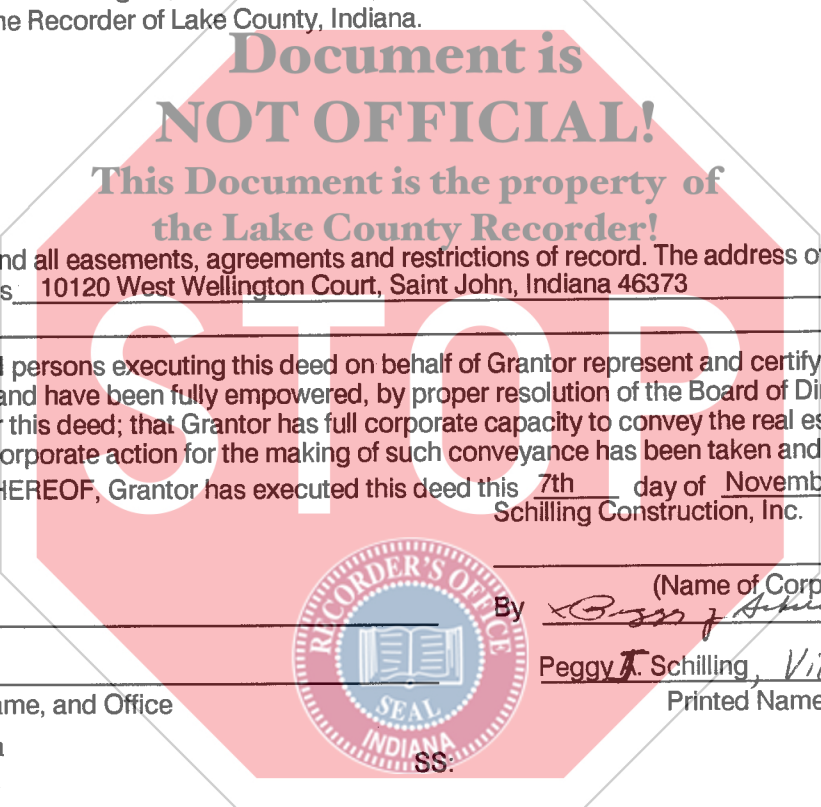 he Recorder of Lake County, Indiana.
Document is
NOT OFFICIAL!
This Document is the property of
the Lake County Recorder!
nd all easements, agreements and restrictions of record. The address o
s 10120 West Wellington Court, Saint John, Indiana 46373
STOP
persons executing this deed on behalf of Grantor represent and certify
and have been fully empowered, by proper resolution of the Board of Di
this deed; that Grantor has full corporate capacity to convey the real es
orporate action for the making of such conveyance has been taken and
HEREOF, Grantor has executed this deed this 7th day of Novemb
Schilling Construction, Inc.
(Name of Corp
By
Peggy Schilling, Vi
ame, and Office
Printed Name
RECORDER'S OFFICE
SEAL
INDIANA
SS: